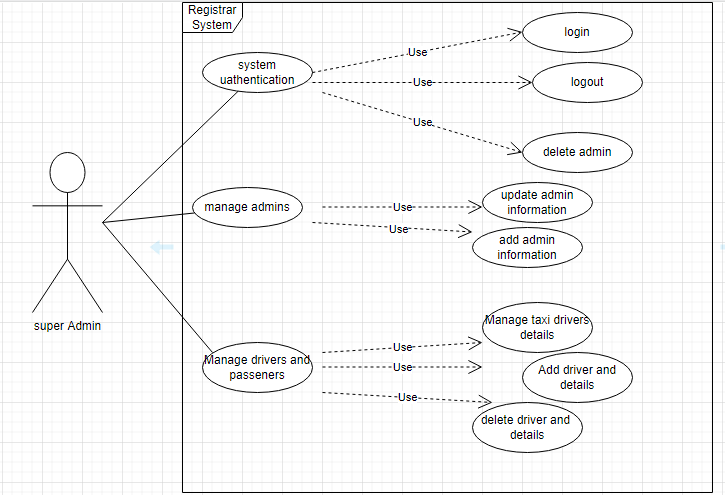 Registrar
System
login
Use
system
uathentication
Use
logout
Use
delete admin
manage admins
Use
update admin
information
Use
add admin
information
super Admin
Manage taxi drivers
details
Use
Manage drivers and
passeners
Use
Add driver and
details
Use
delete driver and
details